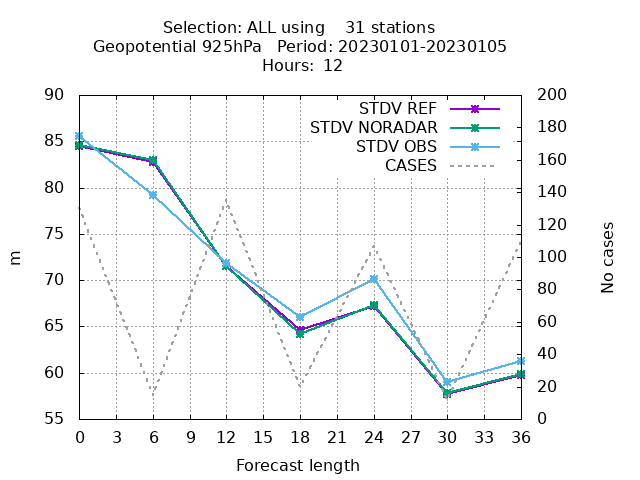 Selection: ALL using    31 stations
Geopotential 925hPa   Period: 20230101-20230105
Hours:  12
90 200
STDV REF
STDV NORADAR
STDV OBS
CASES
85 180
80 160
75 140
70 120
65 100
60 80
55 60
40
20
0
m
No cases
0 3 6 9 12 15 18 21 24 27 30 33 36
Forecast length